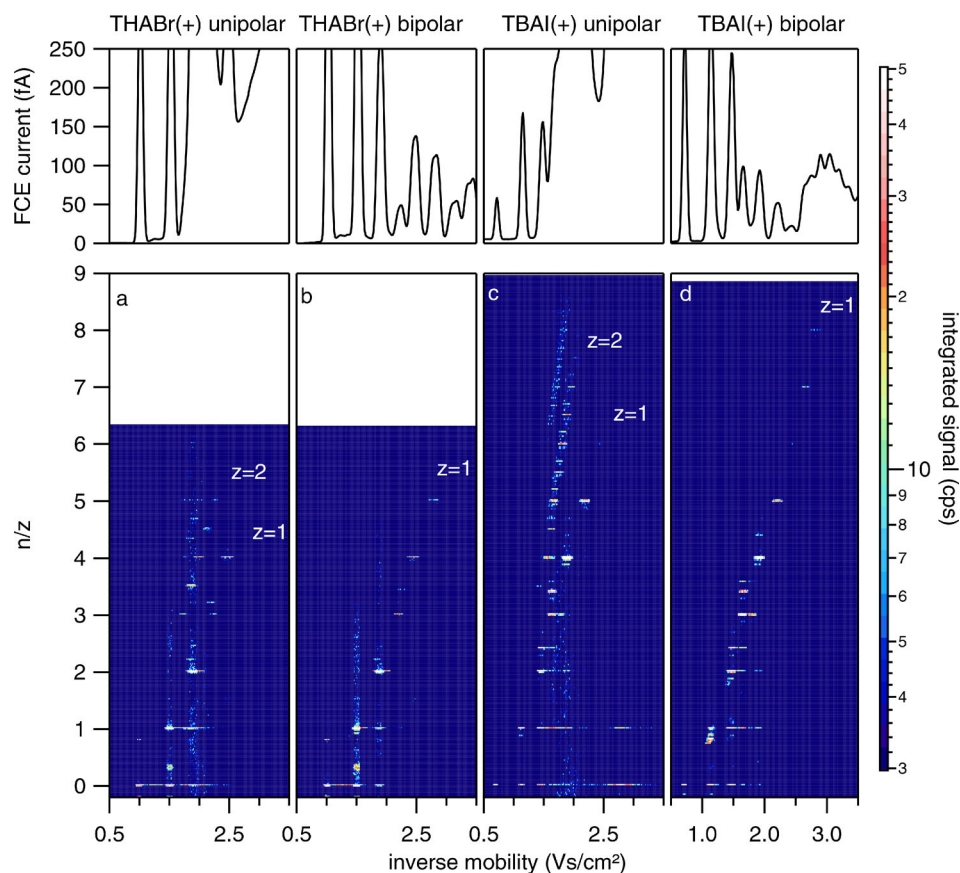 THABr(+) unipolar THABr(+) bipolar TBAI(+) unipolar TBAI(+) bipolar
250
200
150
100
50
0
FCE current (fA)
9
8
7
6
5
4
3
2
1
0
n/z
a
z=2
z=1
b
z=1
c
z=2
z=1
d
z=1
0.5 2.5 0.5 2.5 0.5 2.5 1.0 2.0 3.0
inverse mobility (Vs/cm²)
5
4
3
2
10
9
8
7
6
5
4
3
integrated signal (cps)